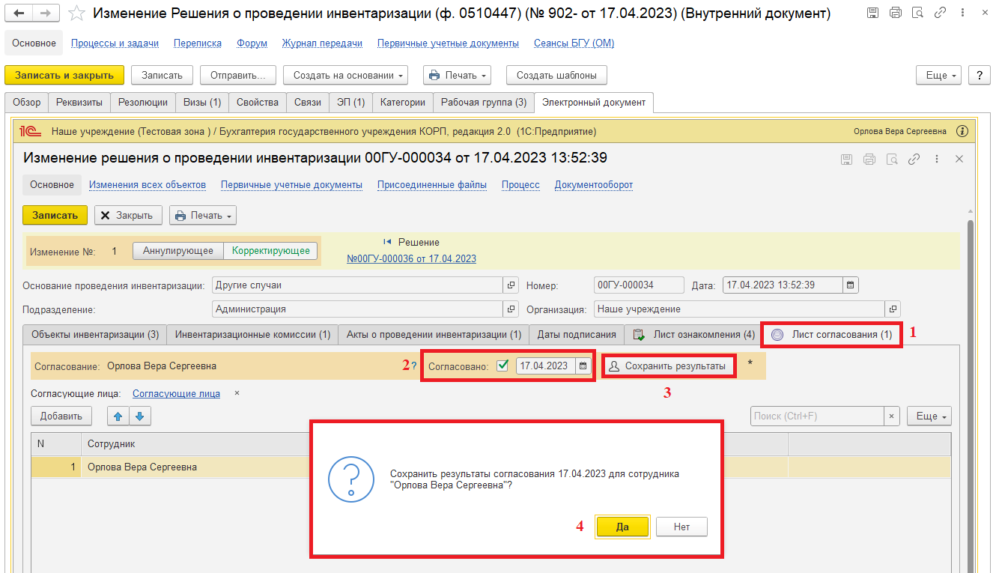 Изменение Решения о проведении инвентаризации (ф. 0510447) (№ 902- от 17.04.2023) (Внутренний документ)
Основное Процессы и задачи Переписка Форум Журнал передачи Первичные учетные документы Сеансы БГУ (ОМ)
Записать и закрыть Записать Отправить... Создать на основании Печать Создать шаблоны Еще ?
Обзор Реквизиты Резолюции Визы (1) Свойства Связи ЭП (1) Категории Рабочая группа (3) Электронный документ
1С Наше учреждение (Тестовая зона ) / Бухгалтерия государственного учреждения КОРП, редакция 2.0 (1С:Предприятие) Орлова Вера Сергеевна
Изменение решения о проведении инвентаризации 00ГУ-000034 от 17.04.2023 13:52:39
Основное Изменения всех объектов Первичные учетные документы Присоединенные файлы Процесс Документооборот
Записать Закрыть Печать
Решение
Изменение №: 1 Аннулирующее Корректирующее
№00ГУ-000036 от 17.04.2023
Основание проведения инвентаризации: Другие случаи Номер: 00ГУ-000034 Дата: 17.04.2023 13:52:39
Подразделение: Администрация Организация: Наше учреждение
Объекты инвентаризации (3) Инвентаризационные комиссии (1) Акты о проведении инвентаризации (1) Даты подписания Лист ознакомления (4) Лист согласования (1) 1
Согласование: Орлова Вера Сергеевна 2 ? Согласовано: 17.04.2023 Сохранить результаты *
3
Согласующие лица: Согласующие лица ×
Добавить Поиск (Ctrl+F) × Еще
N Сотрудник
1 Орлова Вера Сергеевна
Сохранить результаты согласования 17.04.2023 для сотрудника
"Орлова Вера Сергеевна"?
4 Да Нет